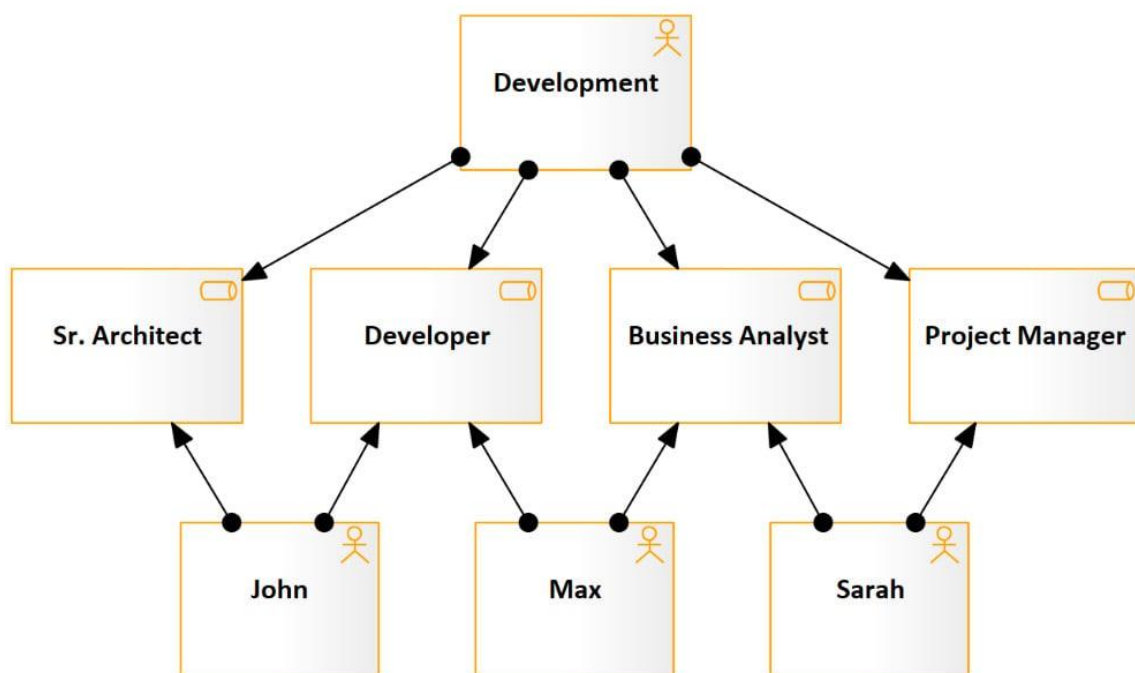 Development
Sr. Architect
Developer
Business Analyst
Project Manager
John
Max
Sarah